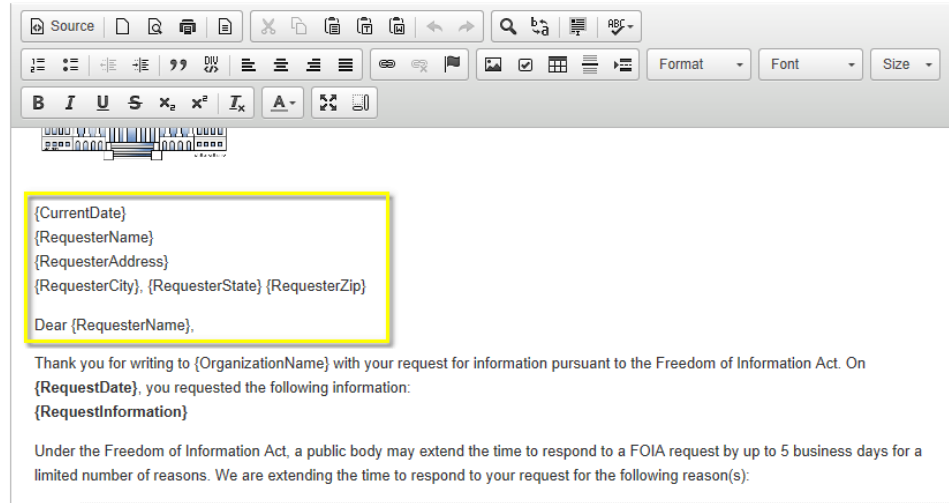 Source
Format
Font
Size
B I U S x₂ x² Iₓ A
{CurrentDate}
{RequesterName}
{RequesterAddress}
{RequesterCity}, {RequesterState} {RequesterZip}
Dear {RequesterName},
Thank you for writing to {OrganizationName} with your request for information pursuant to the Freedom of Information Act. On
{RequestDate}, you requested the following information:
{RequestInformation}
Under the Freedom of Information Act, a public body may extend the time to respond to a FOIA request by up to 5 business days for a
limited number of reasons. We are extending the time to respond to your request for the following reason(s):